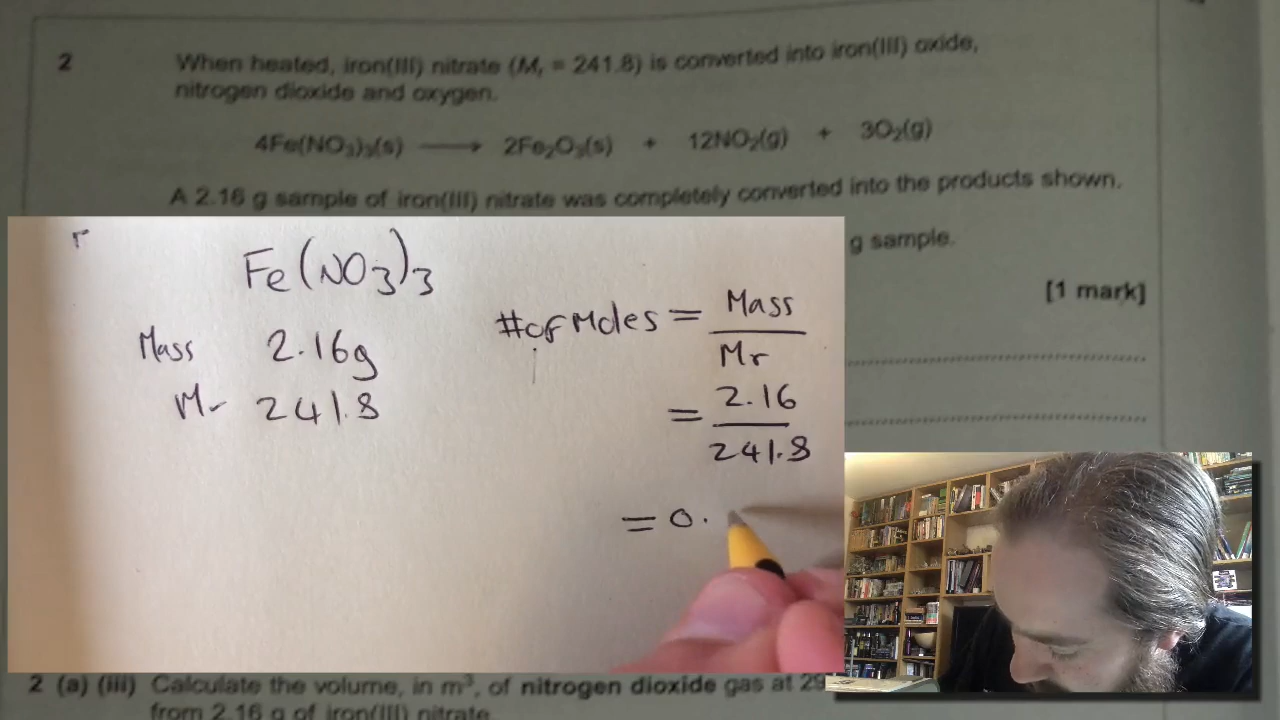 2 When heated, iron(III) nitrate (Mr = 241.8) is converted into iron(III) oxide,
nitrogen dioxide and oxygen.
4Fe(NO3)3(s) ⟶ 2Fe2O3(s) + 12NO2(g) + 3O2(g)
A 2.16 g sample of iron(III) nitrate was completely converted into the products shown.
g sample.
[1 mark]
r
Fe(NO3)3
Mass 2.16g
Mr 241.8
#of Moles = Mass
Mr
= 2.16
241.8
= 0.
2 (a) (iii) Calculate the volume, in m3, of nitrogen dioxide gas at 29
from 2.16 g of iron(III) nitrate.